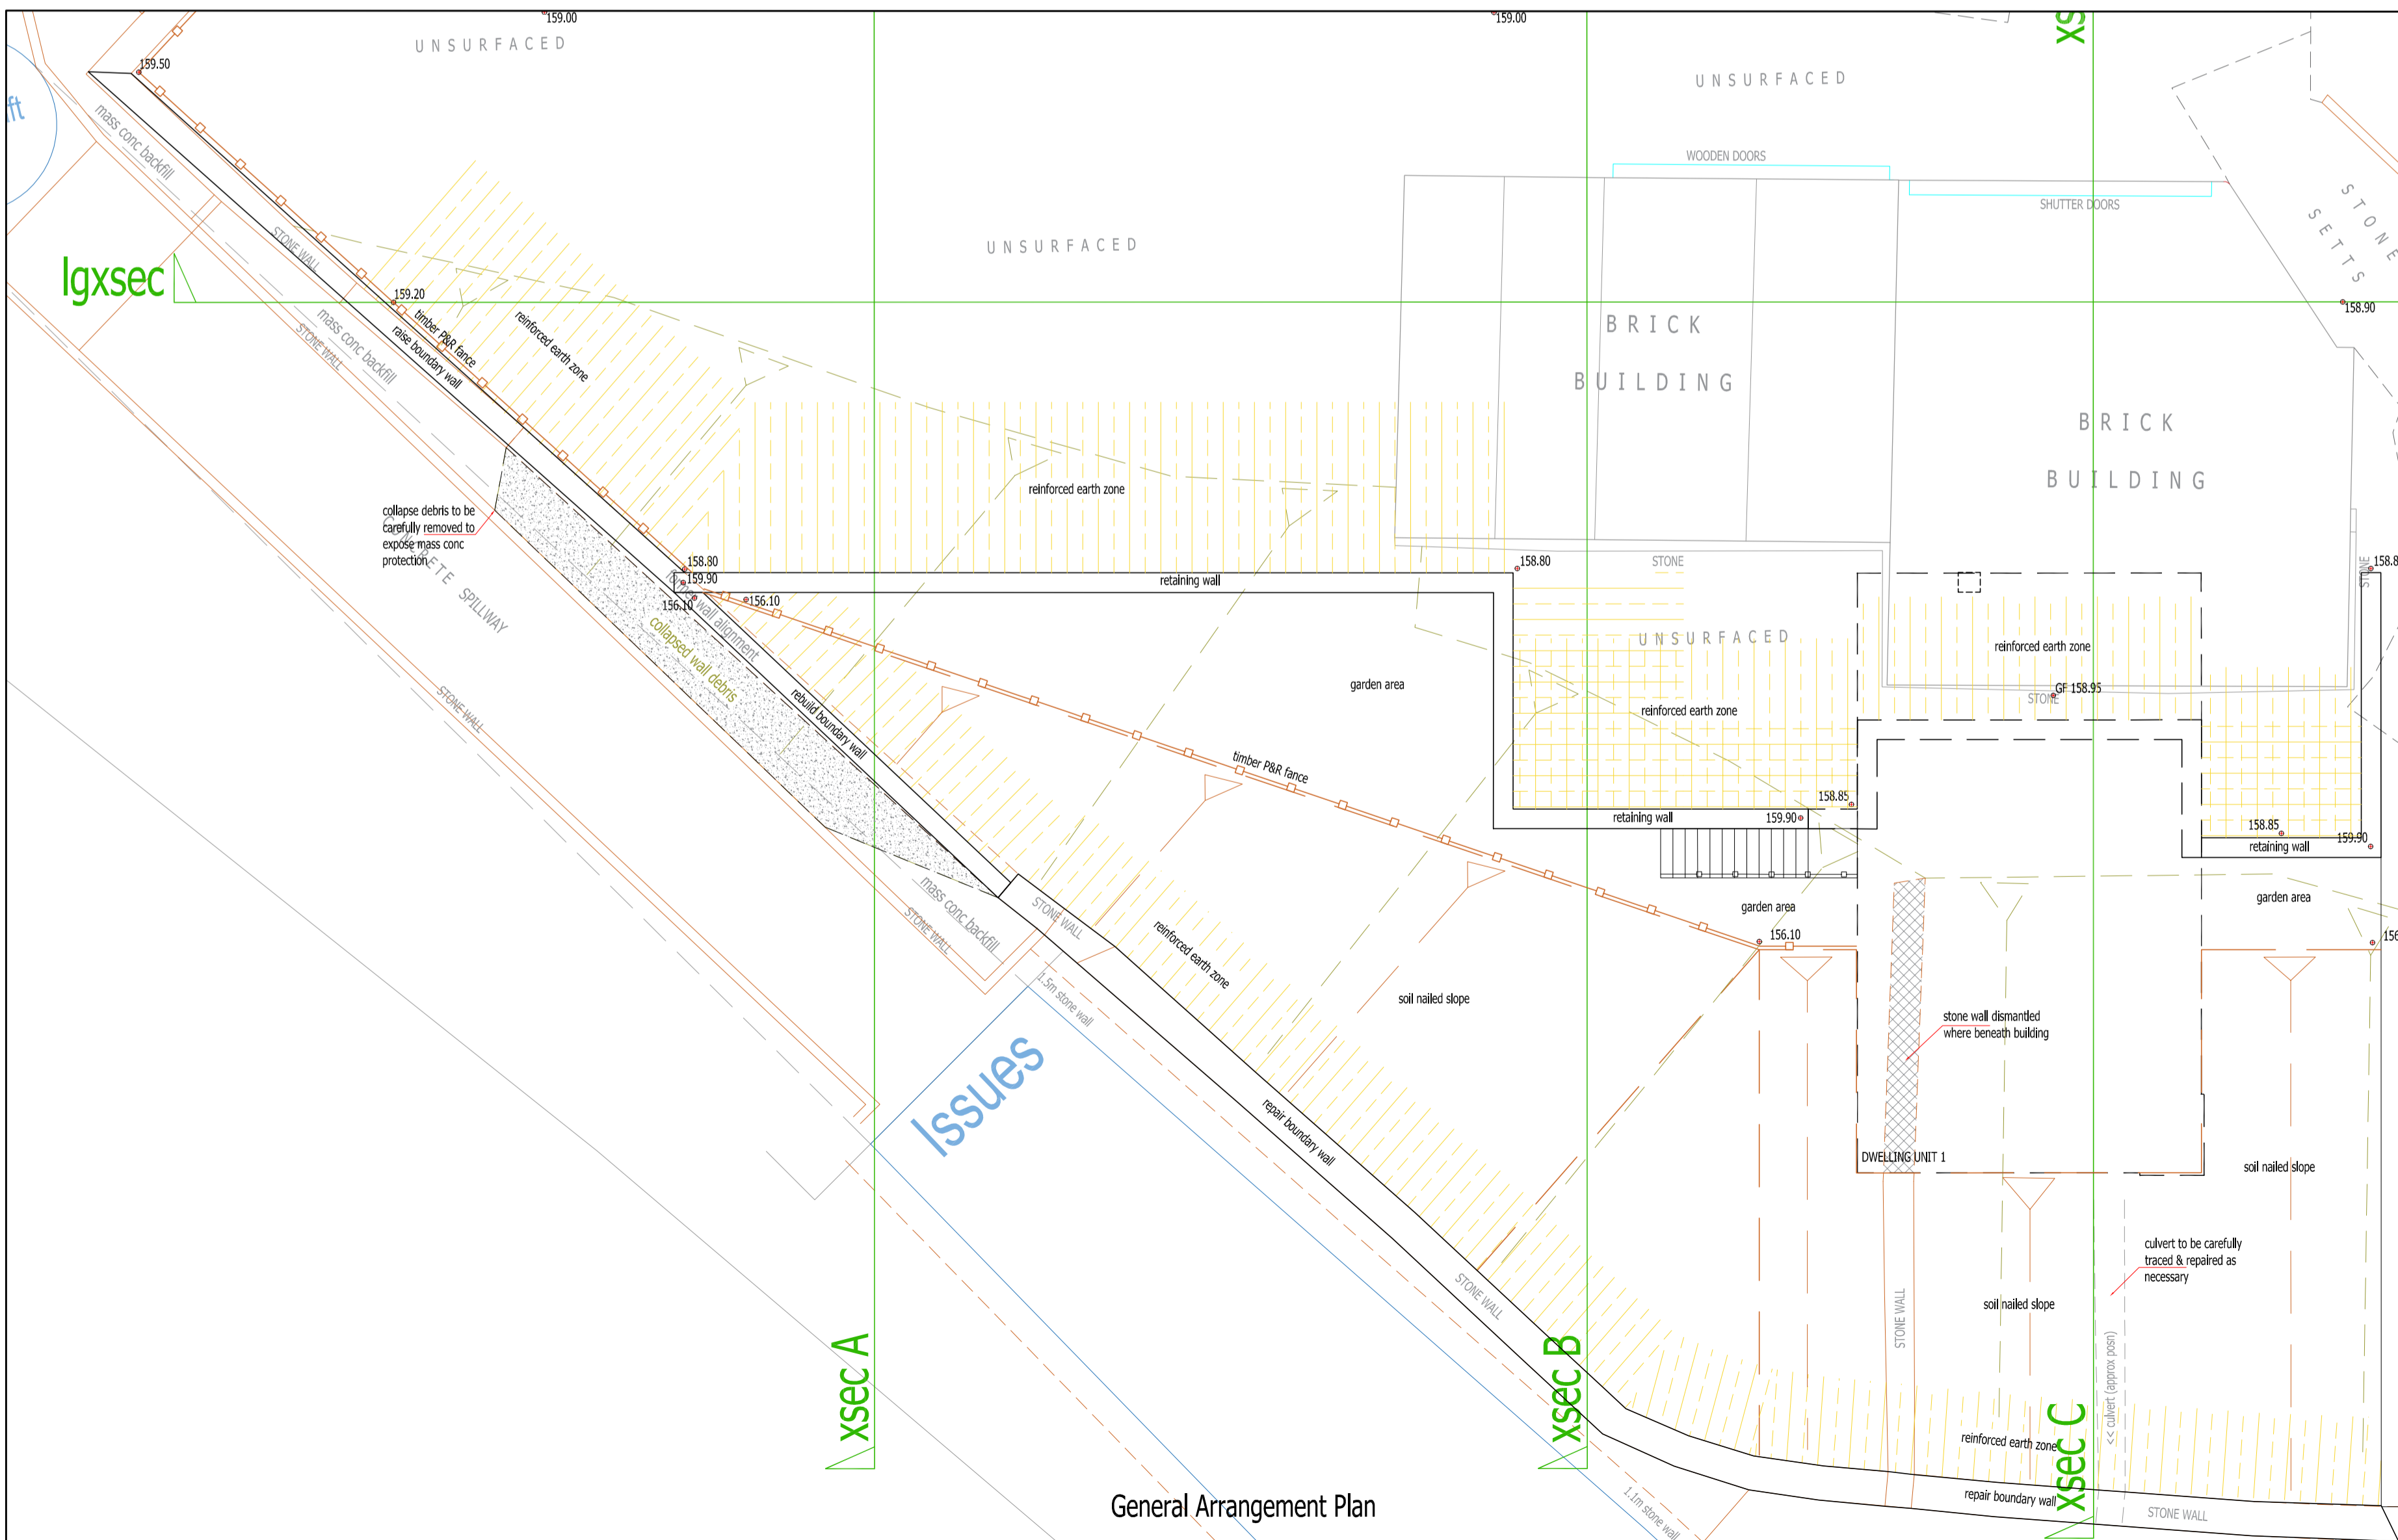 159.00
159.00
xs
UNSURFACED
159.50
UNSURFACED
ft
mass conc backfill
WOODEN DOORS
SHUTTER DOORS
STONE
SETTS
STONE WALL
UNSURFACED
lgxsec
159.20
158.90
timber P&R fance
raise boundary wall
reinforced earth zone
mass conc backfill
STONE WALL
BRICK
BUILDING
BRICK
BUILDING
reinforced earth zone
collapse debris to be
carefully removed to
expose mass conc
protection
CONCRETE SPILLWAY
158.80
159.90
156.10
156.10
retaining wall
158.80
STONE
STONE
158.8
former wall alignment
collapsed wall debris
UNSURFACED
reinforced earth zone
garden area
GF 158.95
STONE
STONE WALL
rebuild boundary wall
reinforced earth zone
timber P&R fance
158.85
retaining wall
159.90
158.85
159.90
retaining wall
mass conc backfill
STONE WALL
STONE WALL
garden area
garden area
156.10
156
reinforced earth zone
1.5m stone wall
soil nailed slope
stone wall dismantled
where beneath building
Issues
repair boundary wall
DWELLING UNIT 1
soil nailed slope
culvert to be carefully
traced & repaired as
necessary
STONE WALL
STONE WALL
soil nailed slope
<< culvert (approx posn)
xsec A
xsec B
xsec C
reinforced earth zone
General Arrangement Plan
1.1m stone wall
repair boundary wall
STONE WALL